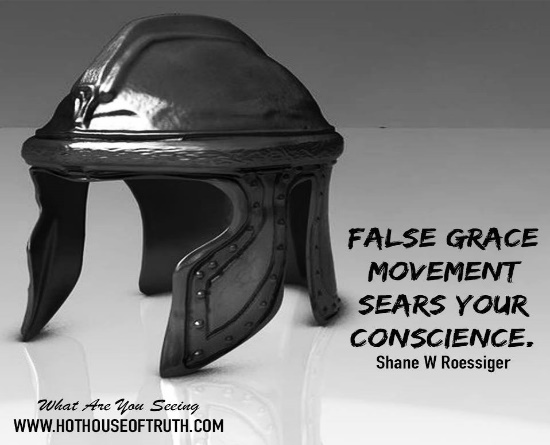 FALSE GRACE
MOVEMENT
SEARS YOUR
CONSCIENCE.
Shane W Roessiger
What Are You Seeing
WWW.HOTHOUSEOFTRUTH.COM